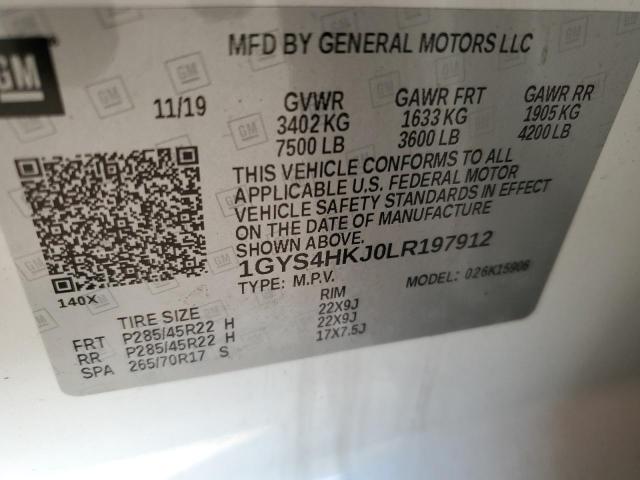 GM
MFD BY GENERAL MOTORS LLC
11/19 GVWR GAWR FRT GAWR RR
3402 KG 1633 KG 1905 KG
7500 LB 3600 LB 4200 LB
THIS VEHICLE CONFORMS TO ALL
APPLICABLE U.S. FEDERAL MOTOR
VEHICLE SAFETY STANDARDS IN EFFECT
ON THE DATE OF MANUFACTURE
SHOWN ABOVE.
1GYS4HKJ0LR197912
140X TYPE: M.P.V. MODEL: 026K15906
TIRE SIZE RIM
FRT P285/45R22 H 22X9J
RR P285/45R22 H 22X9J
SPA 265/70R17 S 17X7.5J